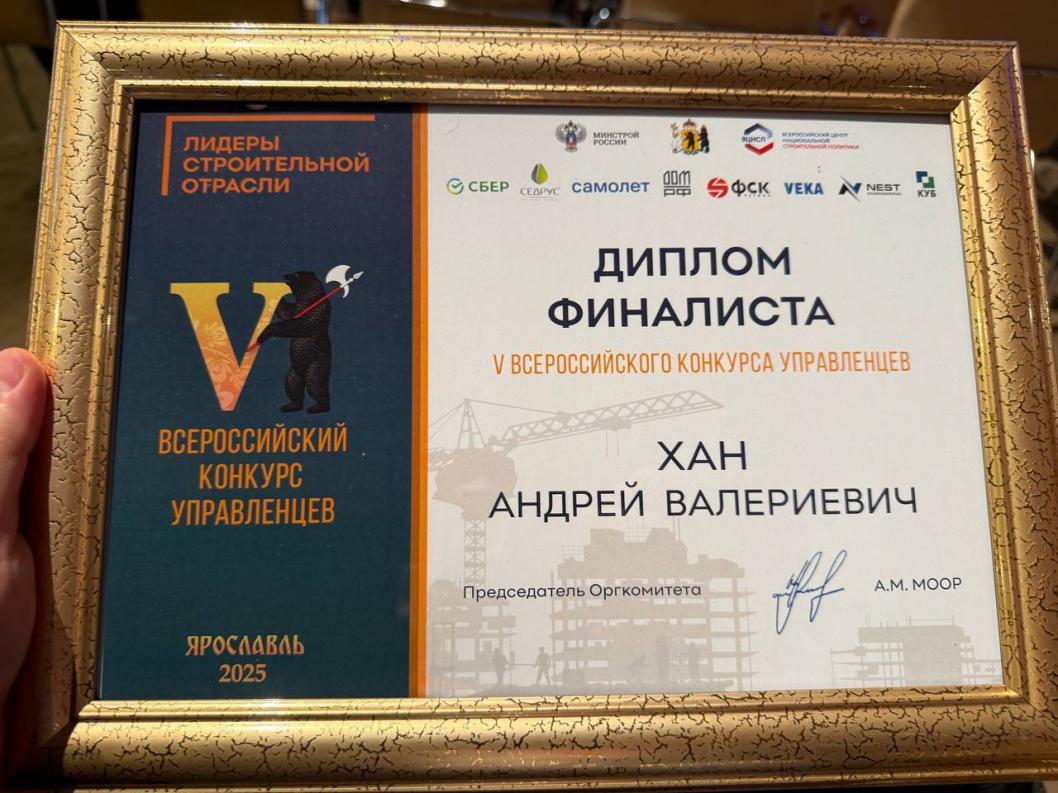 ЛИДЕРЫ
СТРОИТЕЛЬНОЙ
ОТРАСЛИ
V
ВСЕРОССИЙСКИЙ
КОНКУРС
УПРАВЛЕНЦЕВ
ЯРОСЛАВЛЬ
2025
МИНСТРОЙ
РОССИИ
ВЦНСП
ВСЕРОССИЙСКИЙ ЦЕНТР
НАЦИОНАЛЬНОЙ
СТРОИТЕЛЬНОЙ ПОЛИТИКИ
СБЕР
СЕДРУС
самолет
ДОМ
РФ
ФСК
VEKA
NEST
КУБ
ДИПЛОМ
ФИНАЛИСТА
V ВСЕРОССИЙСКОГО КОНКУРСА УПРАВЛЕНЦЕВ
ХАН
АНДРЕЙ ВАЛЕРИЕВИЧ
Председатель Оргкомитета
А.М. МООР